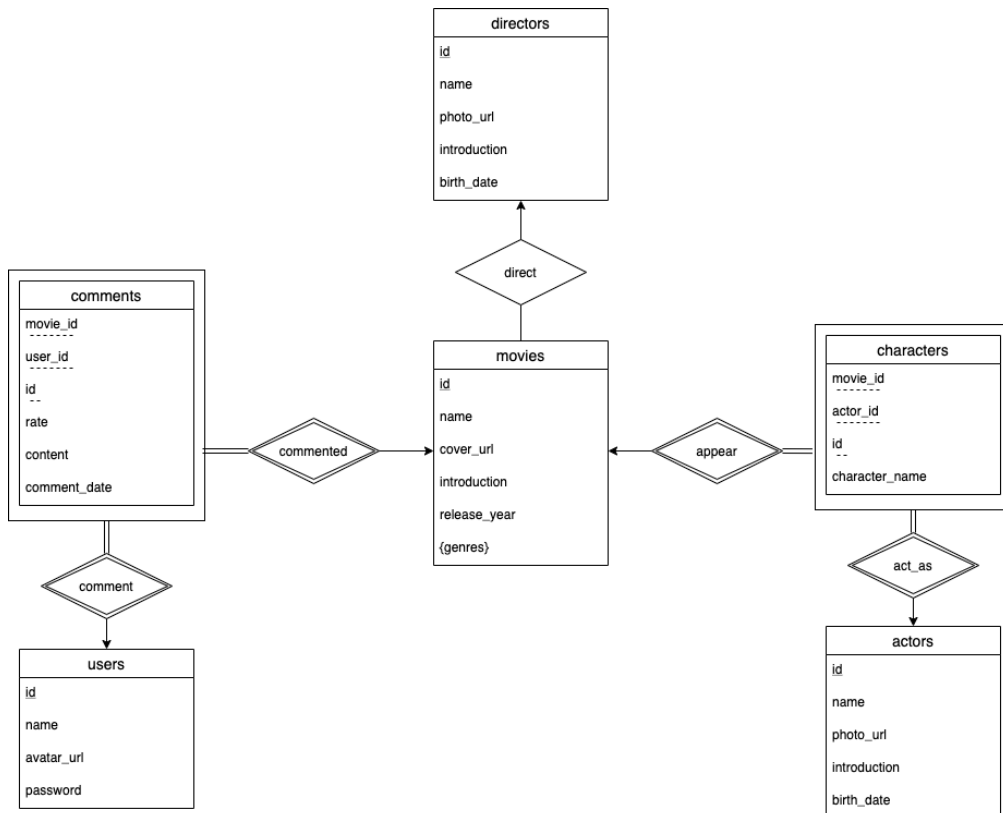 directors
id
name
photo_url
introduction
birth_date
direct
comments
movie_id
user_id
id
rate
content
comment_date
commented
movies
id
name
cover_url
introduction
release_year
{genres}
appear
characters
movie_id
actor_id
id
character_name
comment
act_as
users
id
name
avatar_url
password
actors
id
name
photo_url
introduction
birth_date